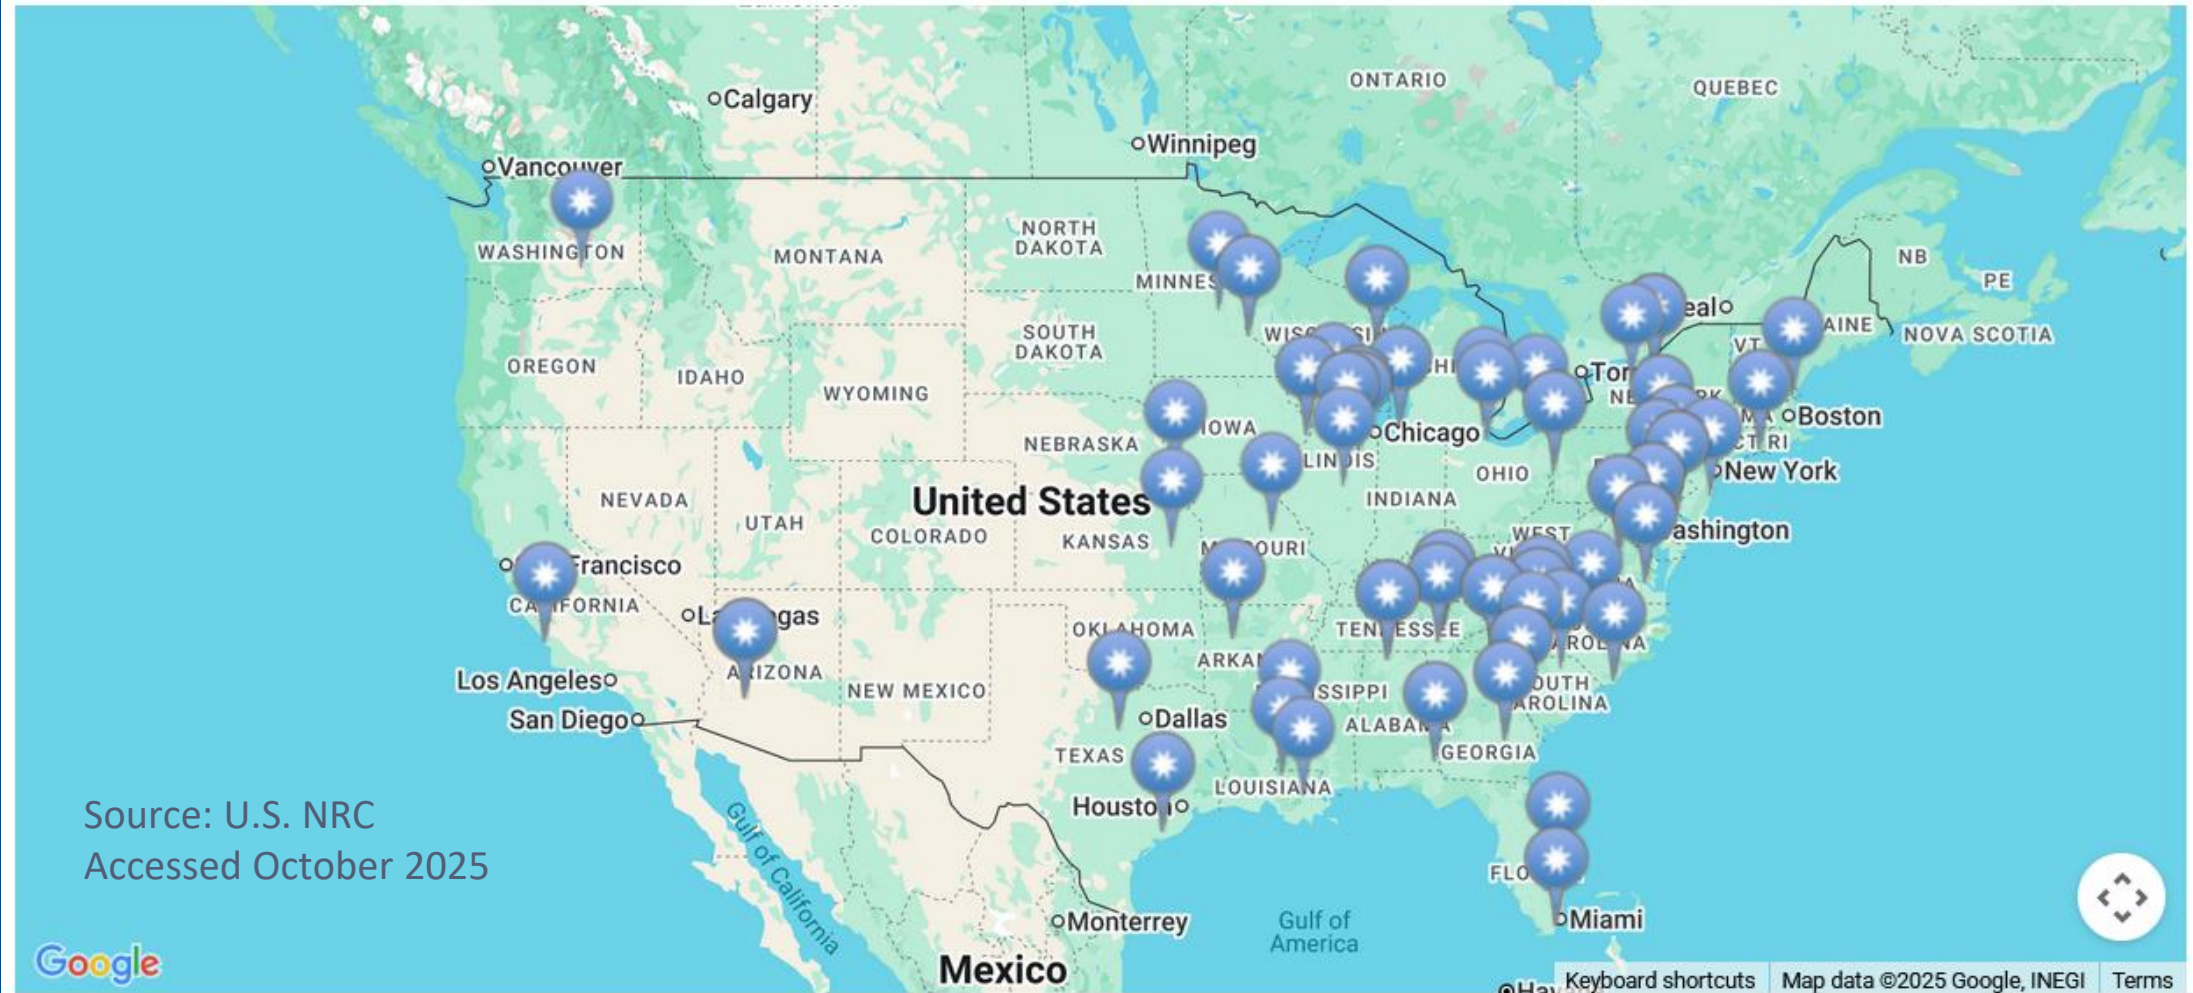 Calgary
ONTARIO
QUEBEC
Winnipeg
Vancouver
WASHINGTON
MONTANA
NORTH
DAKOTA
NB
PE
NOVA SCOTIA
SOUTH
DAKOTA
OREGON
IDAHO
WYOMING
VT
Boston
IOWA
Chicago
NEBRASKA
RI
New York
OHIO
INDIANA
United States
NEVADA
UTAH
COLORADO
KANSAS
WEST
Francisco
TENNESSEE
OKLAHOMA
Los Angeles
ARIZONA
NEW MEXICO
San Diego
Dallas
ALABAMA
TEXAS
GEORGIA
LOUISIANA
Houston
Source: U.S. NRC
Accessed October 2025
Gulf of California
Monterrey
Gulf of
America
Miami
Mexico
Google
Keyboard shortcuts
Map data ©2025 Google, INEGI
Terms